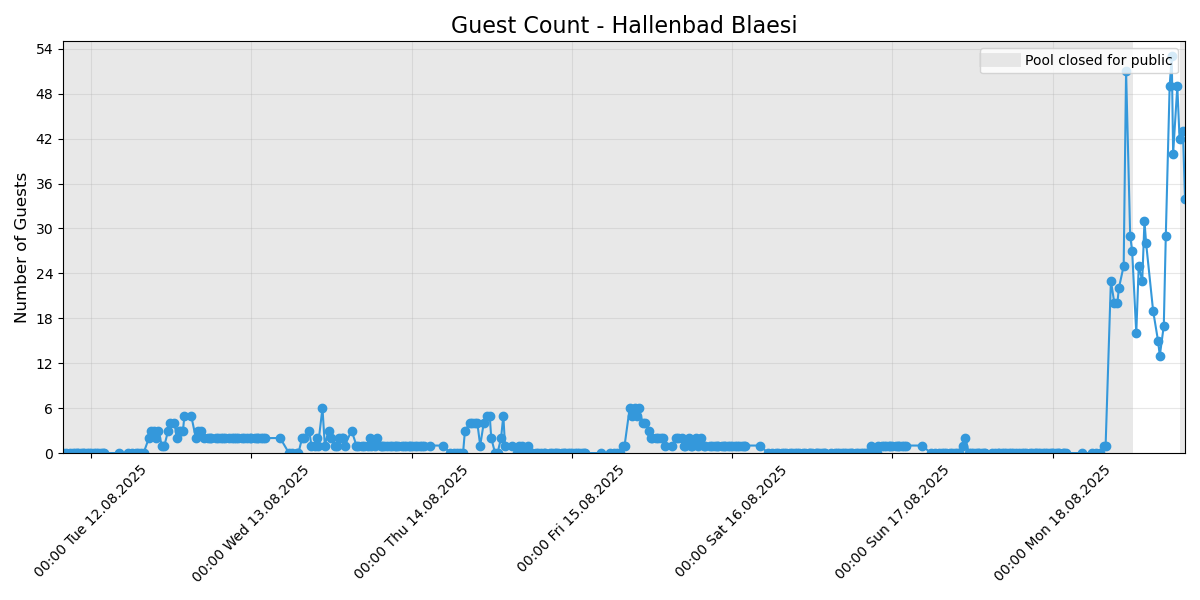 Guest Count - Hallenbad Blaesi
Pool closed for public
Number of Guests
54
48
42
36
30
24
18
12
6
0
00:00 Tue 12.08.2025
00:00 Wed 13.08.2025
00:00 Thu 14.08.2025
00:00 Fri 15.08.2025
00:00 Sat 16.08.2025
00:00 Sun 17.08.2025
00:00 Mon 18.08.2025